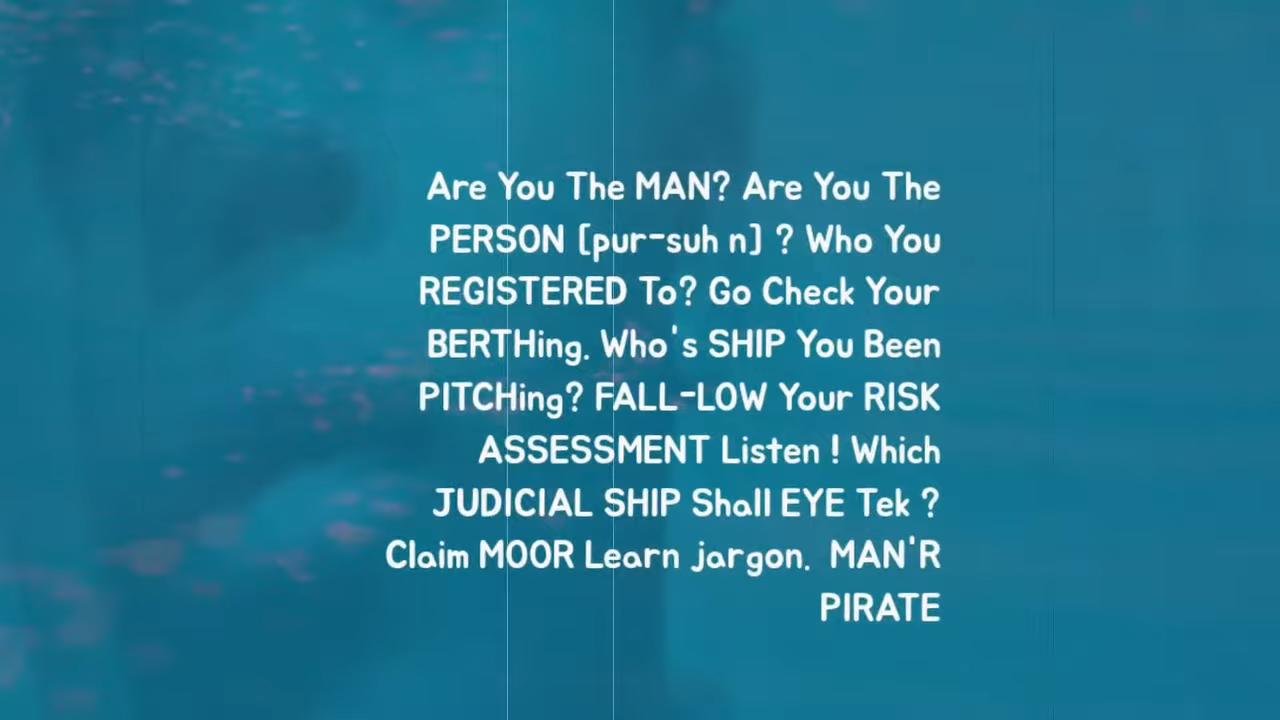 Are You The MAN? Are You The
PERSON [pur-suh n] ? Who You
REGISTERED To? Go Check Your
BERTHing. Who's SHIP You Been
PITCHing? FALL-LOW Your RISK
ASSESSMENT Listen ! Which
JUDICIAL SHIP Shall EYE Tek ?
Claim MOOR Learn jargon.  MAN'R
PIRATE